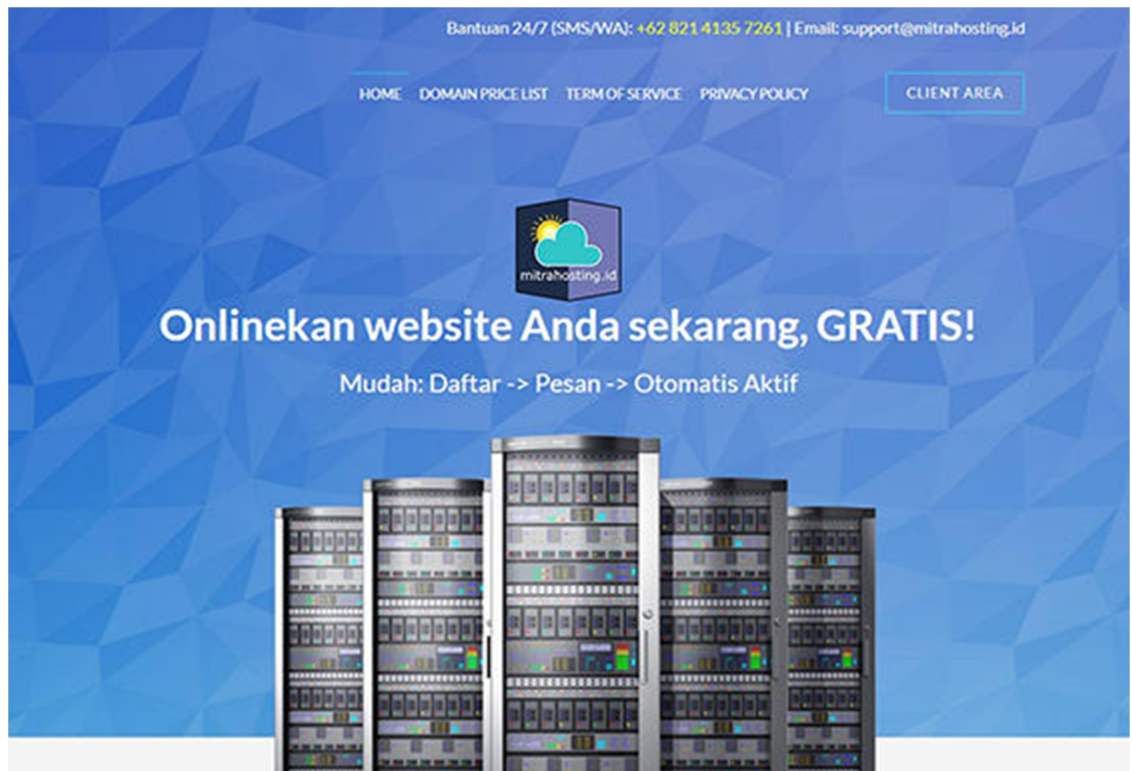 Bantuan 24/7 (SMS/WA): +62 821 4135 7261 | Email: support@mitrahosting.id
HOME DOMAIN PRICE LIST TERM OF SERVICE PRIVACY POLICY CLIENT AREA
mitrahosting.id
Onlinekan website Anda sekarang, GRATIS!
Mudah: Daftar -> Pesan -> Otomatis Aktif